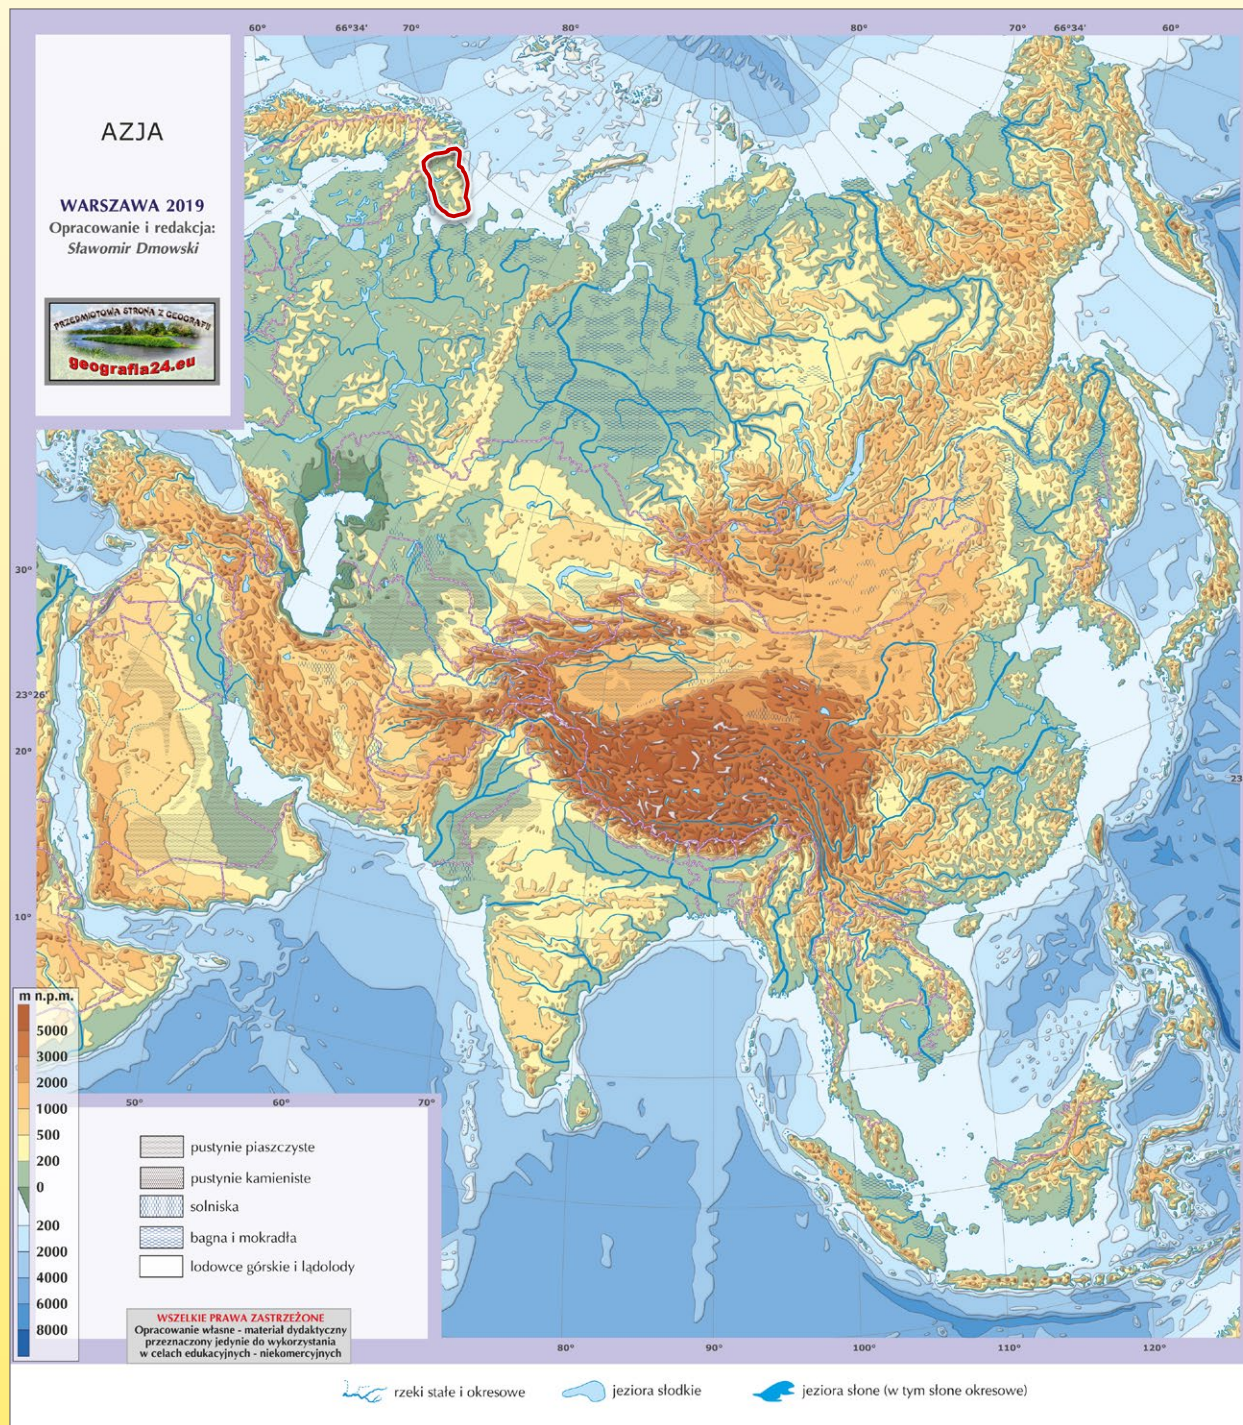 60° 66°34' 70° 80° 80° 70° 66°34' 60°
AZJA
WARSZAWA 2019
Opracowanie i redakcja:
Sławomir Dmowski
PRZEDMIOTOWA STRONA Z GEOGRAFII
geografia24.eu
30°
23°26'
20°
23
10°
m n.p.m.
5000
3000
2000
1000
500
200
0
200
2000
4000
6000
8000
50° 60° 70°
pustynie piaszczyste
pustynie kamieniste
solniska
bagna i mokradła
lodowce górskie i lądolody
WSZELKIE PRAWA ZASTRZEŻONE
Opracowanie własne - materiał dydaktyczny
przeznaczony jedynie do wykorzystania
w celach edukacyjnych - niekomercyjnych
80° 90° 100° 110° 120°
rzeki stałe i okresowe
jeziora słodkie
jeziora słone (w tym słone okresowe)